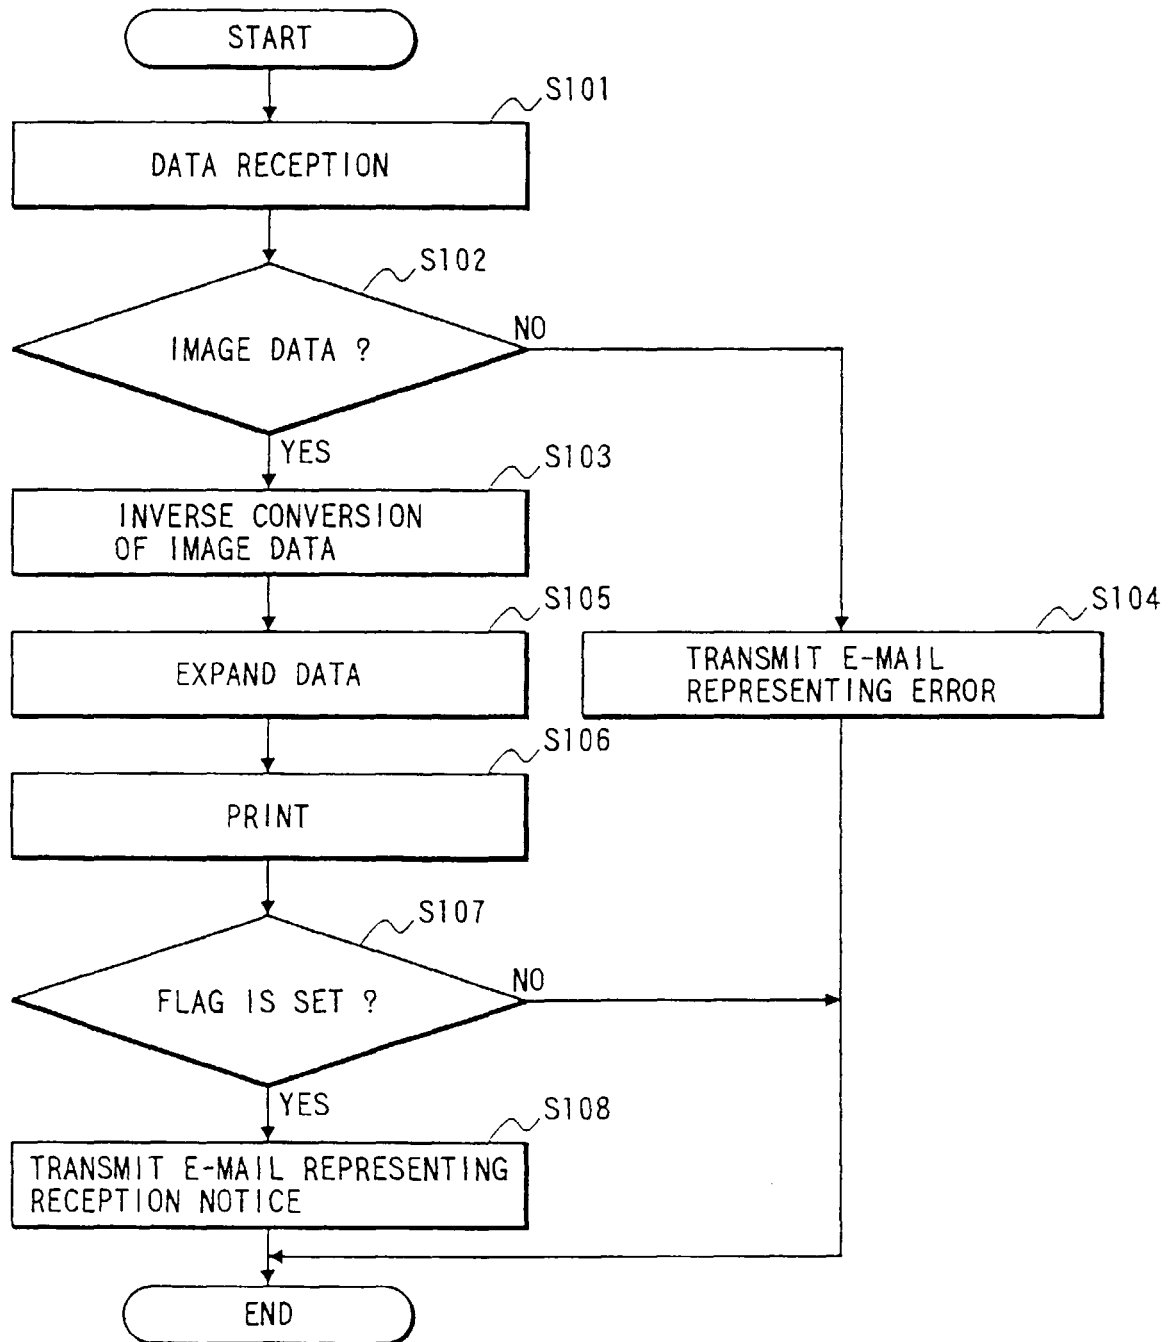 START
S101
DATA RECEPTION
S102
IMAGE DATA ?
NO
YES
S103
INVERSE CONVERSION
OF IMAGE DATA
S105
EXPAND DATA
S104
TRANSMIT E-MAIL
REPRESENTING ERROR
S106
PRINT
S107
FLAG IS SET ?
NO
YES
S108
TRANSMIT E-MAIL REPRESENTING
RECEPTION NOTICE
END